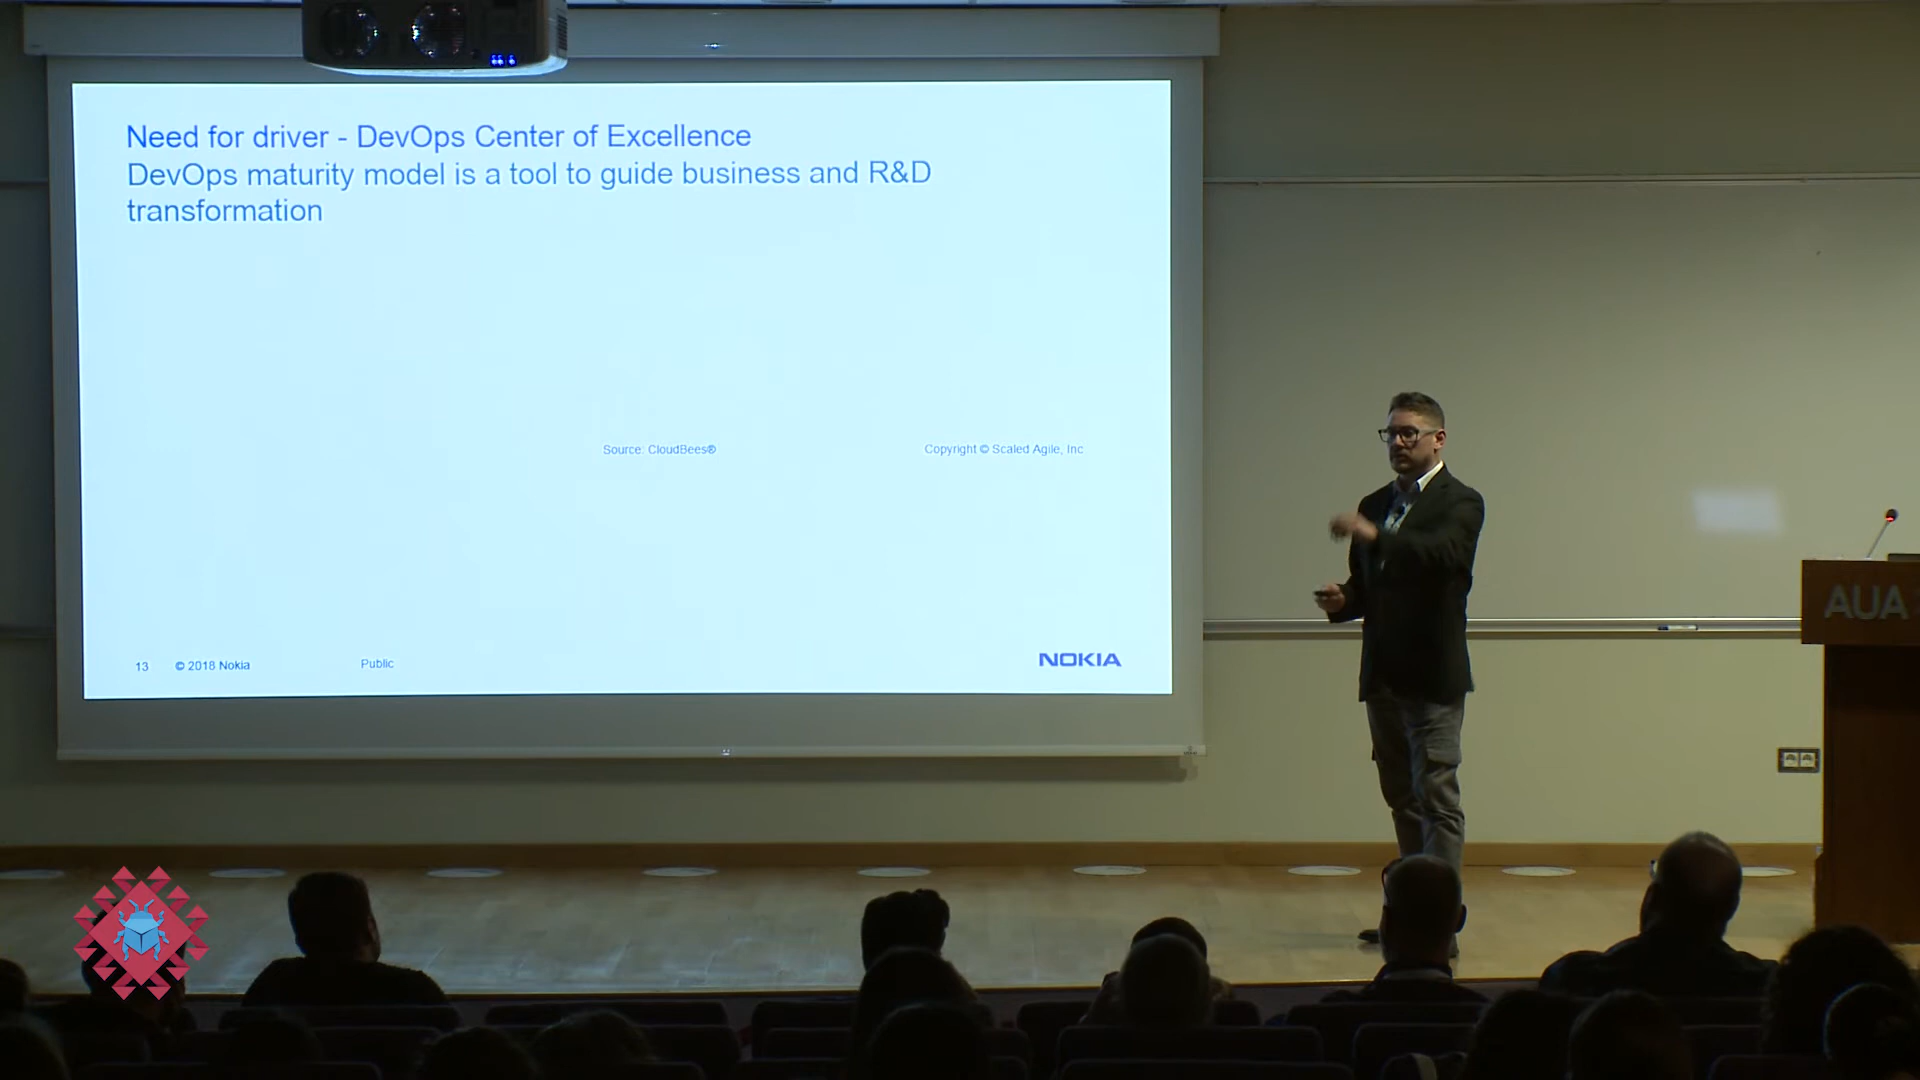 Need for driver - DevOps Center of Excellence
DevOps maturity model is a tool to guide business and R&D
transformation
Source: CloudBees®
Copyright © Scaled Agile, Inc
13
© 2018 Nokia
Public
NOKIA
AUA